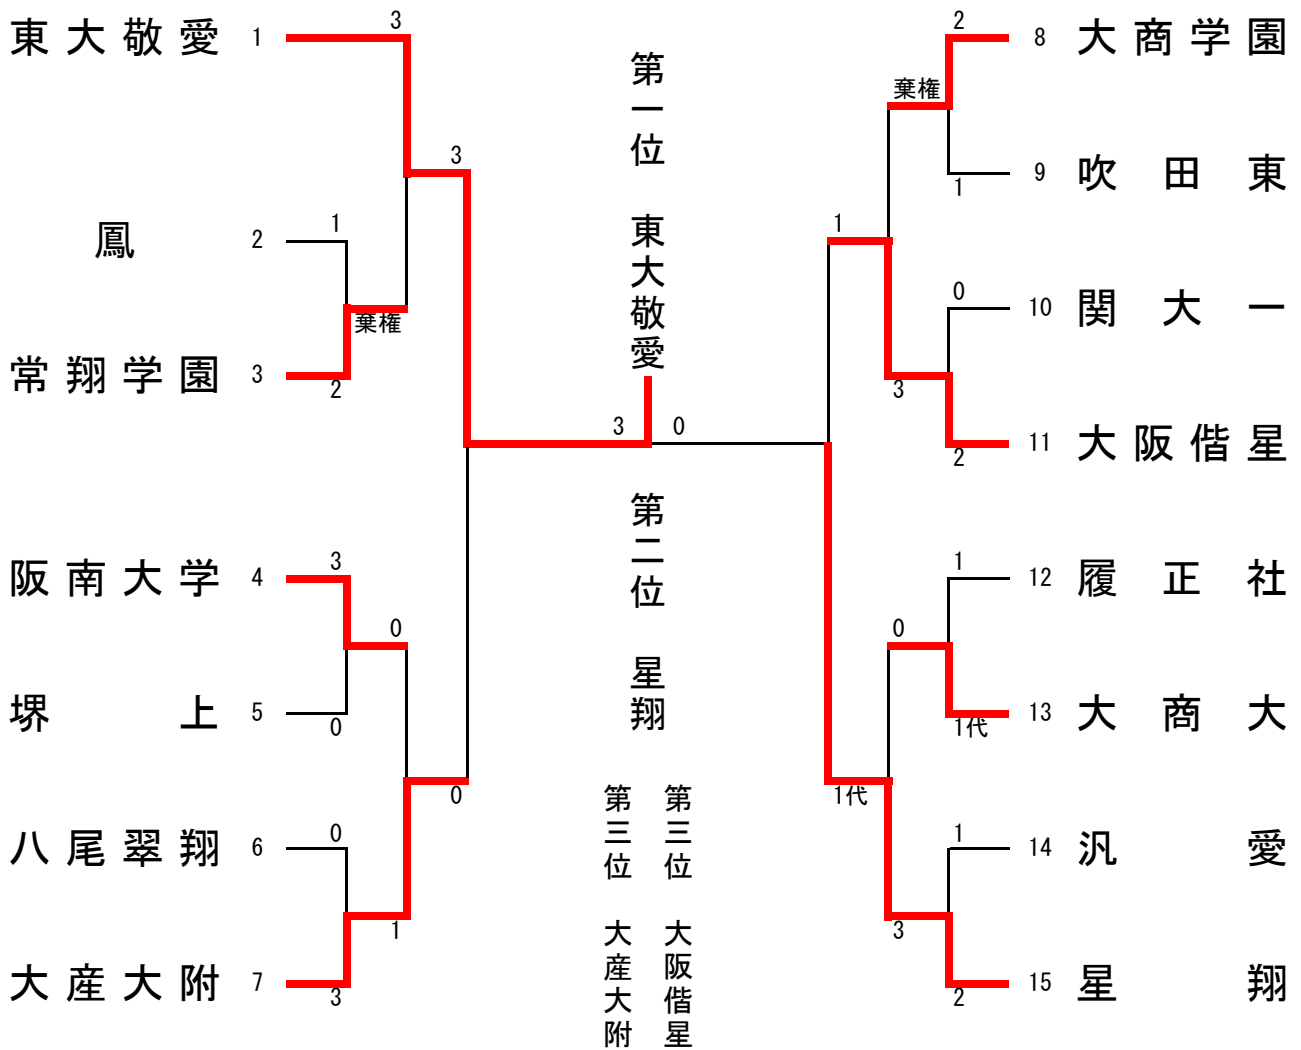 東大敬愛 1 3
3
鳳 2 1
棄権
常翔学園 3 2
阪南大学 4 3
0
堺上 5 0
0
八尾翠翔 6 0
1
大産大附 7 3
第一位 東大敬愛
3 0
第二位 星翔
第三位 大阪偕星
第三位 大産大附
2 8 大商学園
棄権
1 9 吹田東
1
0 10 関大一
3
2 11 大阪偕星
1 12 履正社
0
1代 13 大商大
1代
1 14 汎愛
3
2 15 星翔